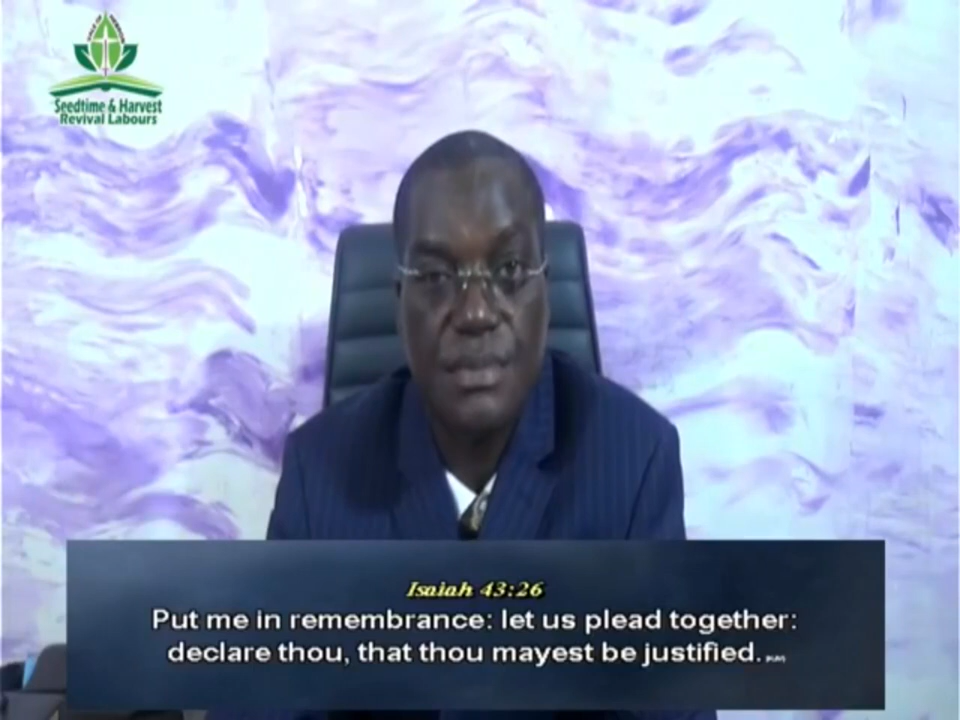 Seedtime & Harvest
Revival Labours
Isaiah 43:26
Put me in remembrance: let us plead together:
declare thou, that thou mayest be justified.